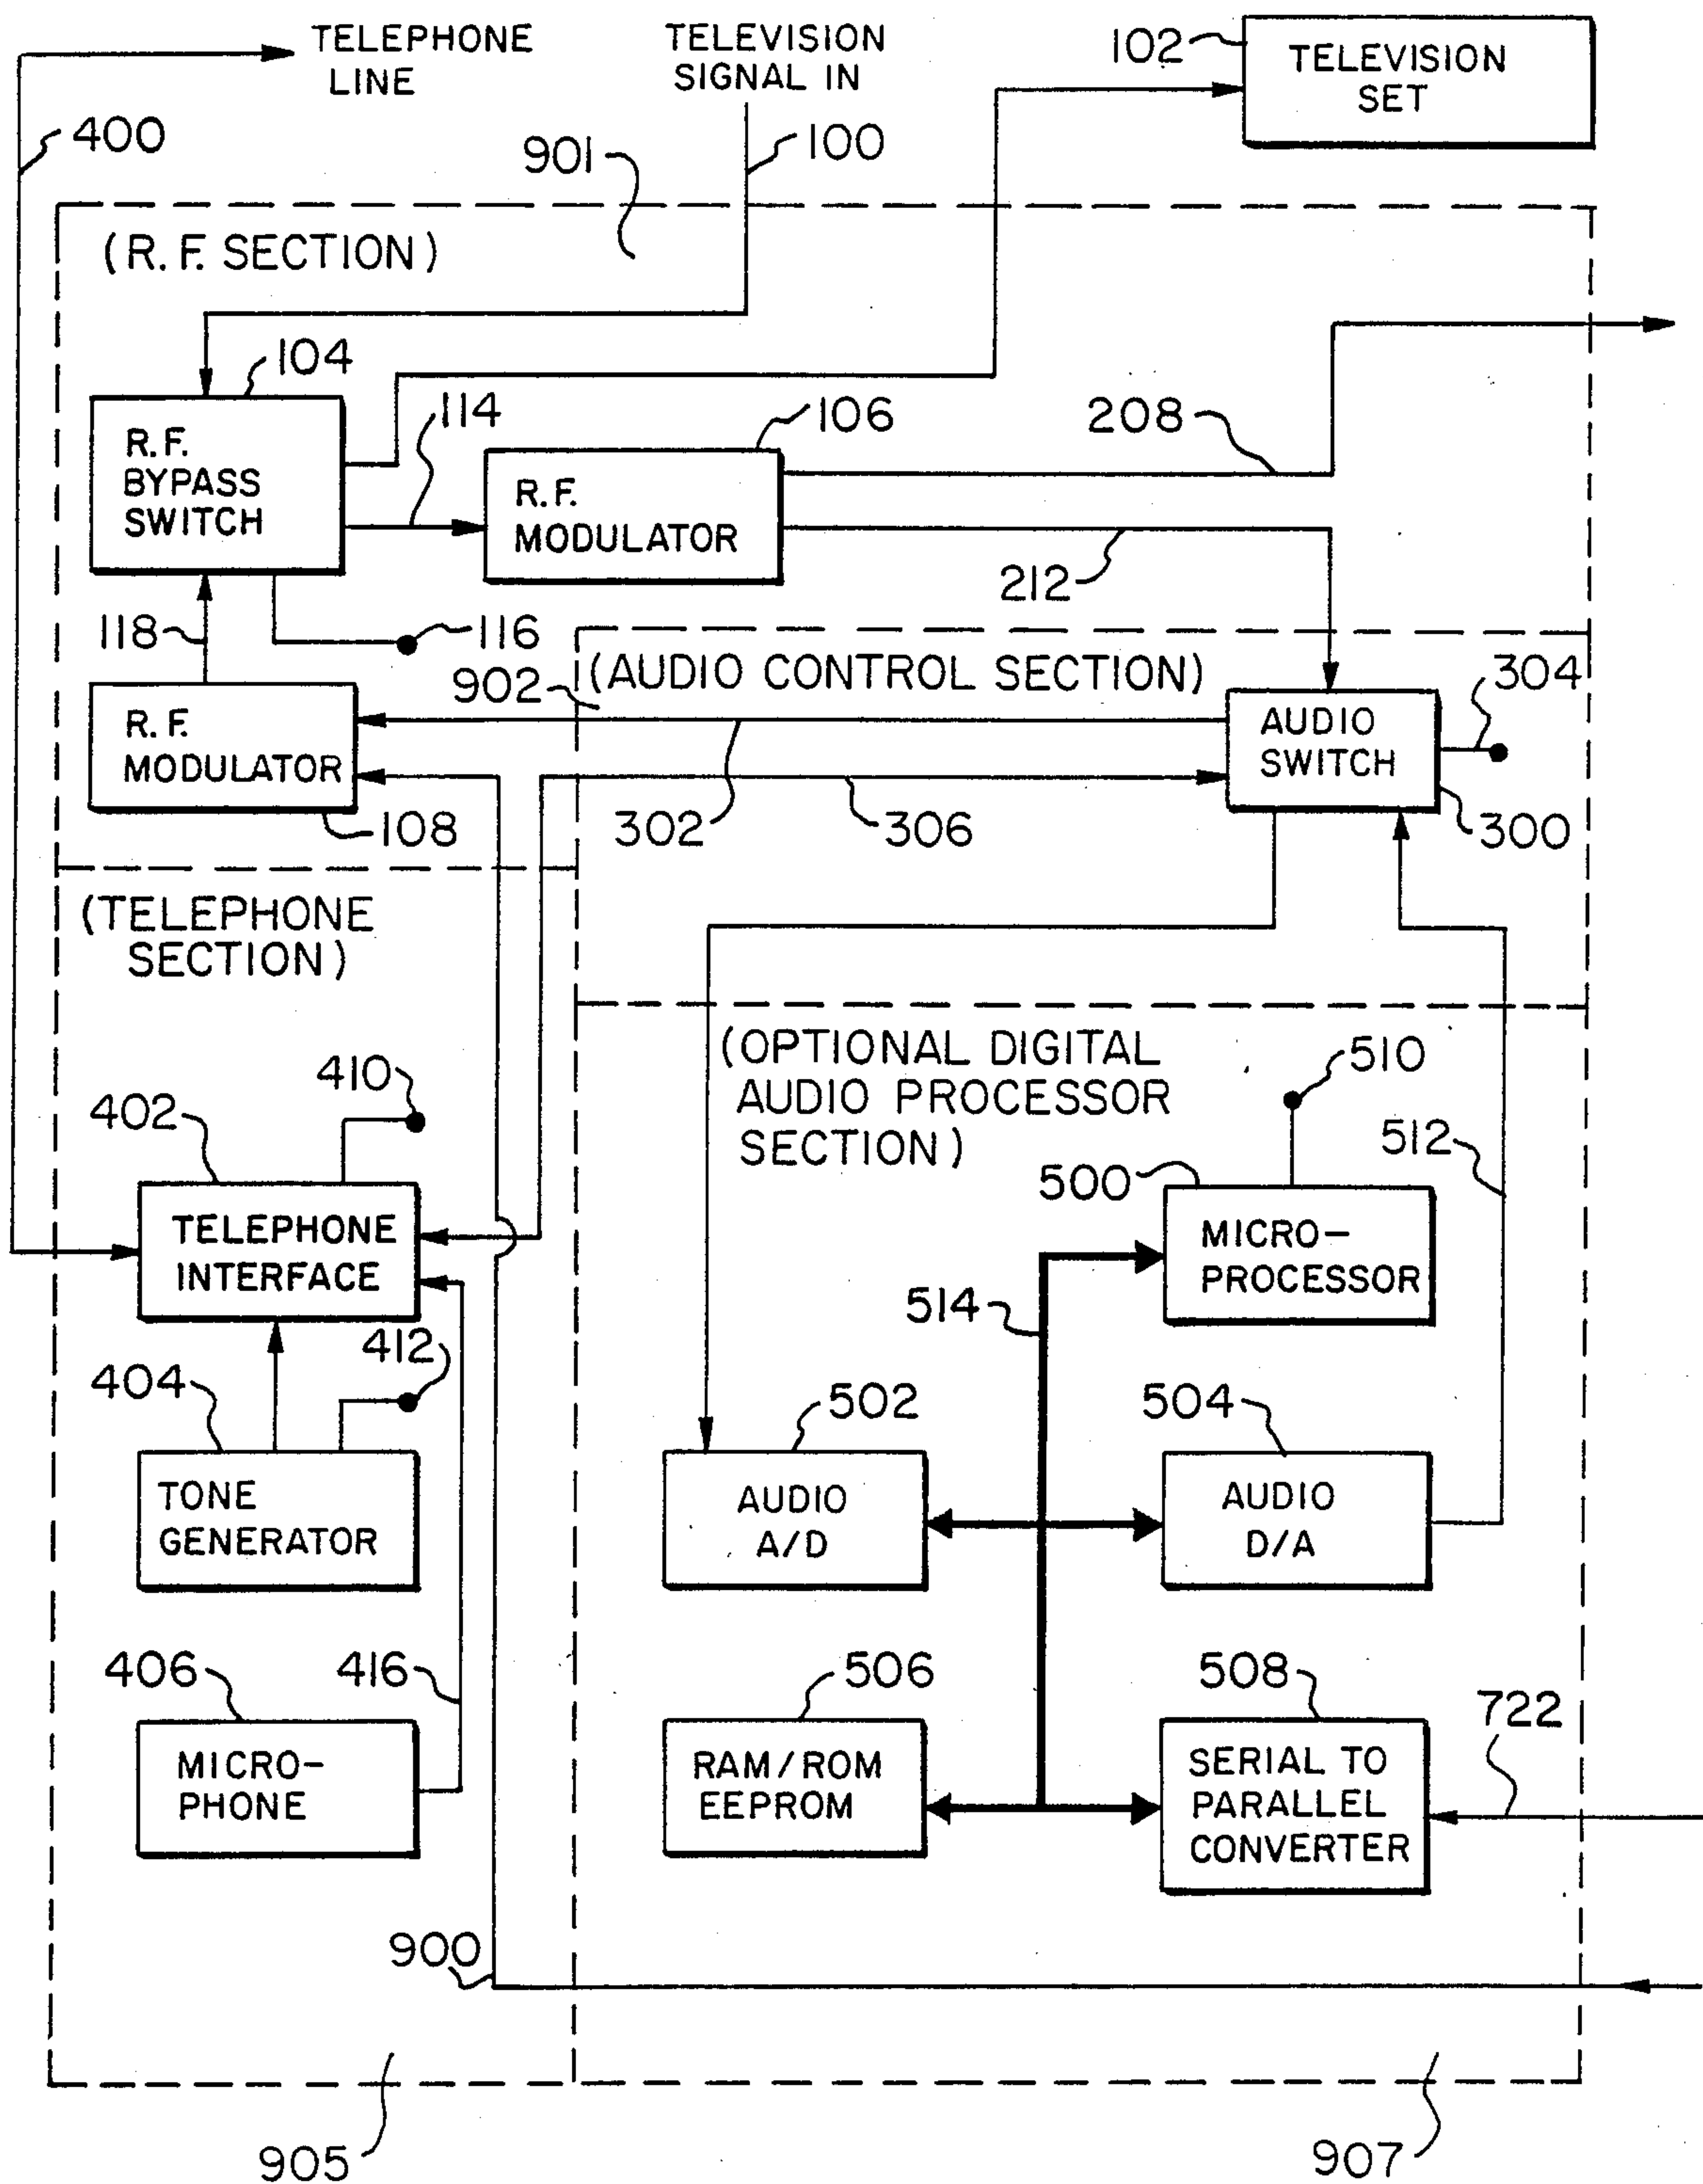 TELEPHONE
LINE
TELEVISION
SIGNAL IN
102
TELEVISION
SET
400
901
100
(R.F. SECTION)
104
114
106
208
R.F.
BYPASS
SWITCH
R.F.
MODULATOR
212
118
116
902
(AUDIO CONTROL SECTION)
304
R.F.
MODULATOR
AUDIO
SWITCH
108
302
306
300
(TELEPHONE
SECTION)
(OPTIONAL DIGITAL
AUDIO PROCESSOR
SECTION)
410
510
402
512
500
TELEPHONE
INTERFACE
MICRO-
PROCESSOR
514
412
404
502
504
TONE
GENERATOR
AUDIO
A/D
AUDIO
D/A
406
416
506
508
722
MICRO-
PHONE
RAM/ROM
EEPROM
SERIAL TO
PARALLEL
CONVERTER
900
905
907